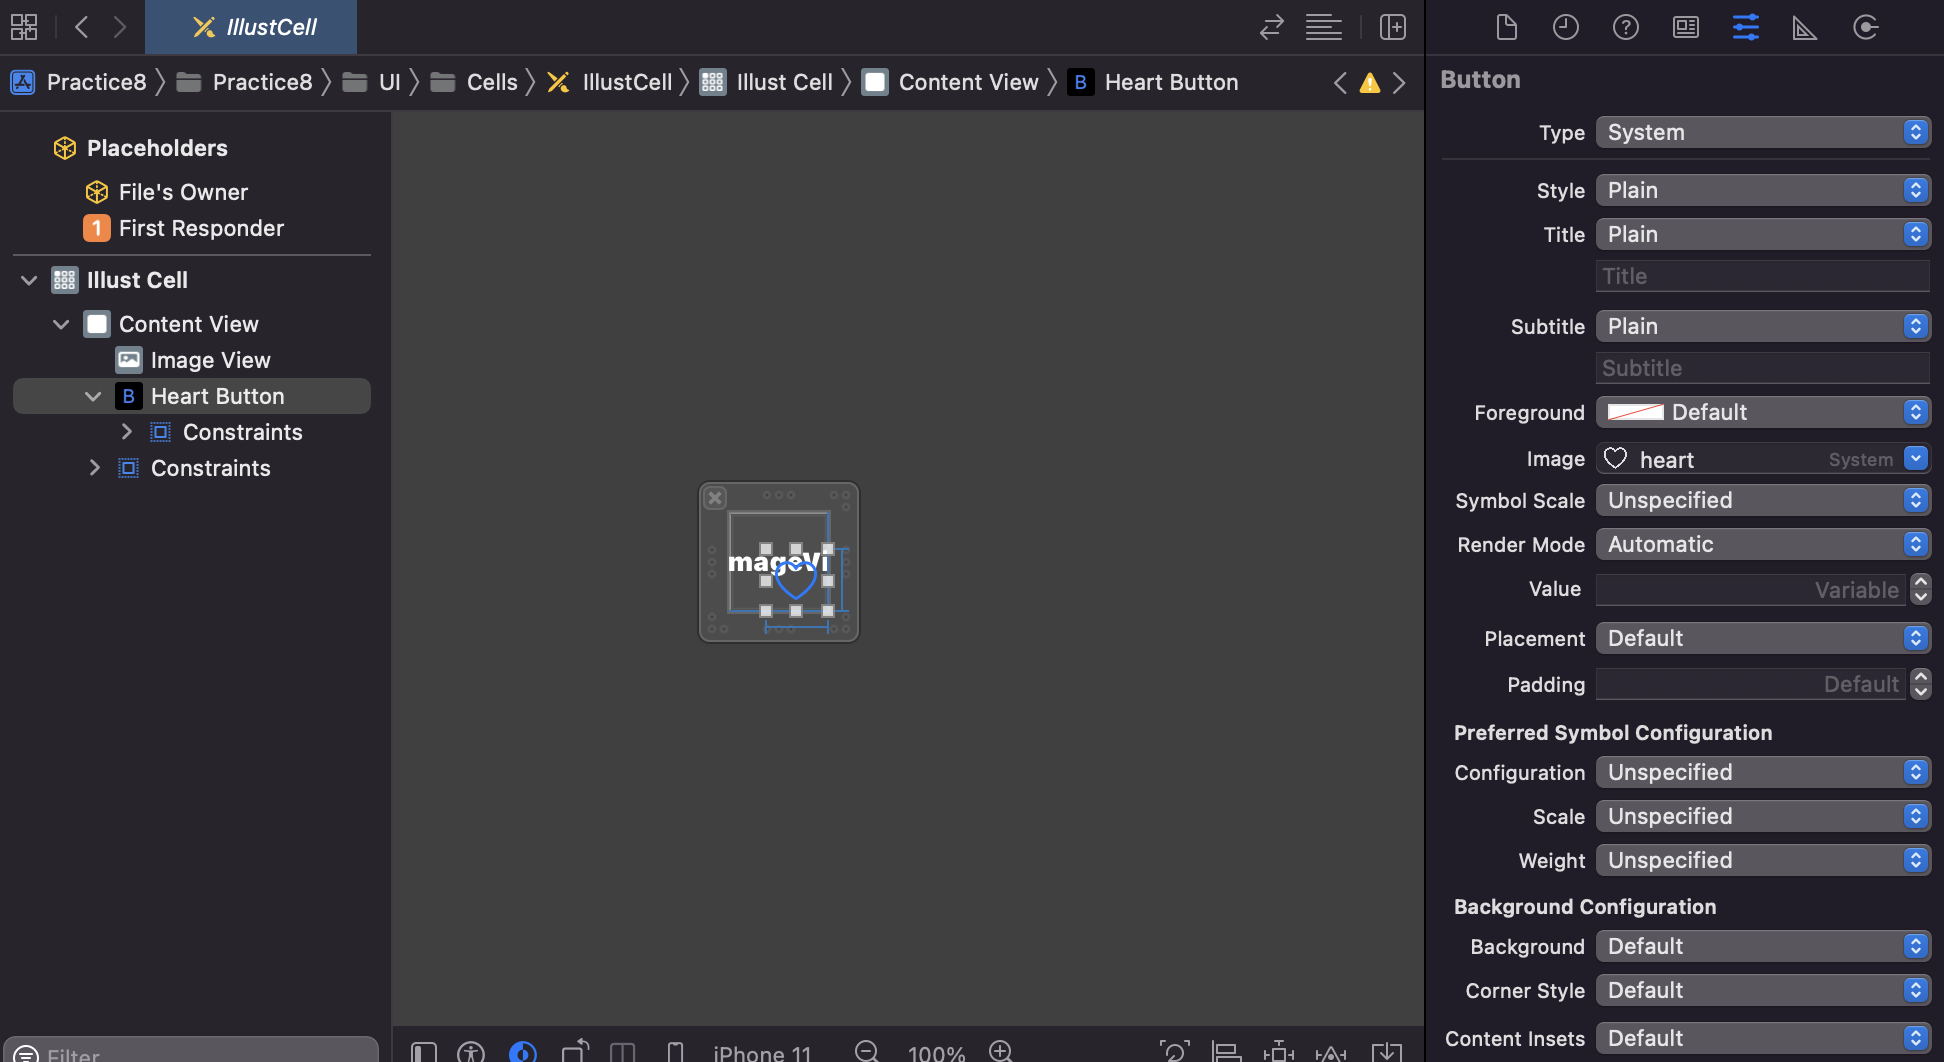 IllustCell
Practice8 Practice8 UI Cells IllustCell Illust Cell Content View B Heart Button
Placeholders
File's Owner
1 First Responder
Illust Cell
Content View
Image View
B Heart Button
Constraints
Constraints
Filter
mageVi
iPhone 11 100%
Button
Type System
Style Plain
Title Plain
Title
Subtitle Plain
Subtitle
Foreground Default
Image heart System
Symbol Scale Unspecified
Render Mode Automatic
Value Variable
Placement Default
Padding Default
Preferred Symbol Configuration
Configuration Unspecified
Scale Unspecified
Weight Unspecified
Background Configuration
Background Default
Corner Style Default
Content Insets Default